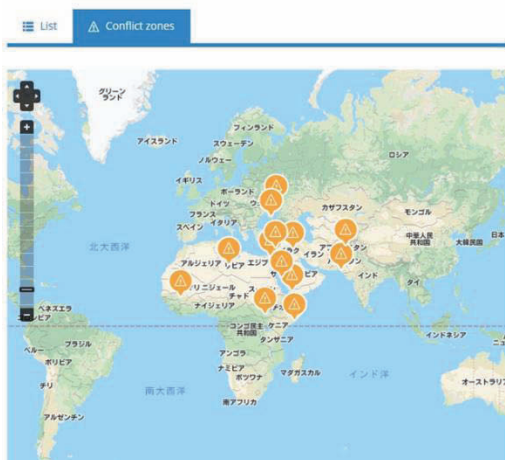 List
Conflict zones
グリーン
ランド
フィンランド
アイスランド
スウェーデン
ロシア
ノルウェー
イギリス
ポーランド
ドイツ
フランス
カザフスタン
モンゴル
スペイン
イタリア
中華人民
共和国
日本
大韓民国
北大西洋
イラン
アルジェリア
リビア
エジプ
インド
タイ
ニジェール
チャド
ナイジェリア
ベネズエラ
コンゴ民主
共和国
ケニア
タンザニア
インドネシア
ペルー
ブラジル
アンゴラ
ボリビア
ナミビア
ボツワナ
マダガスカル
インド洋
チリ
南大西洋
南アフリカ
オーストラリ
アルゼンチン